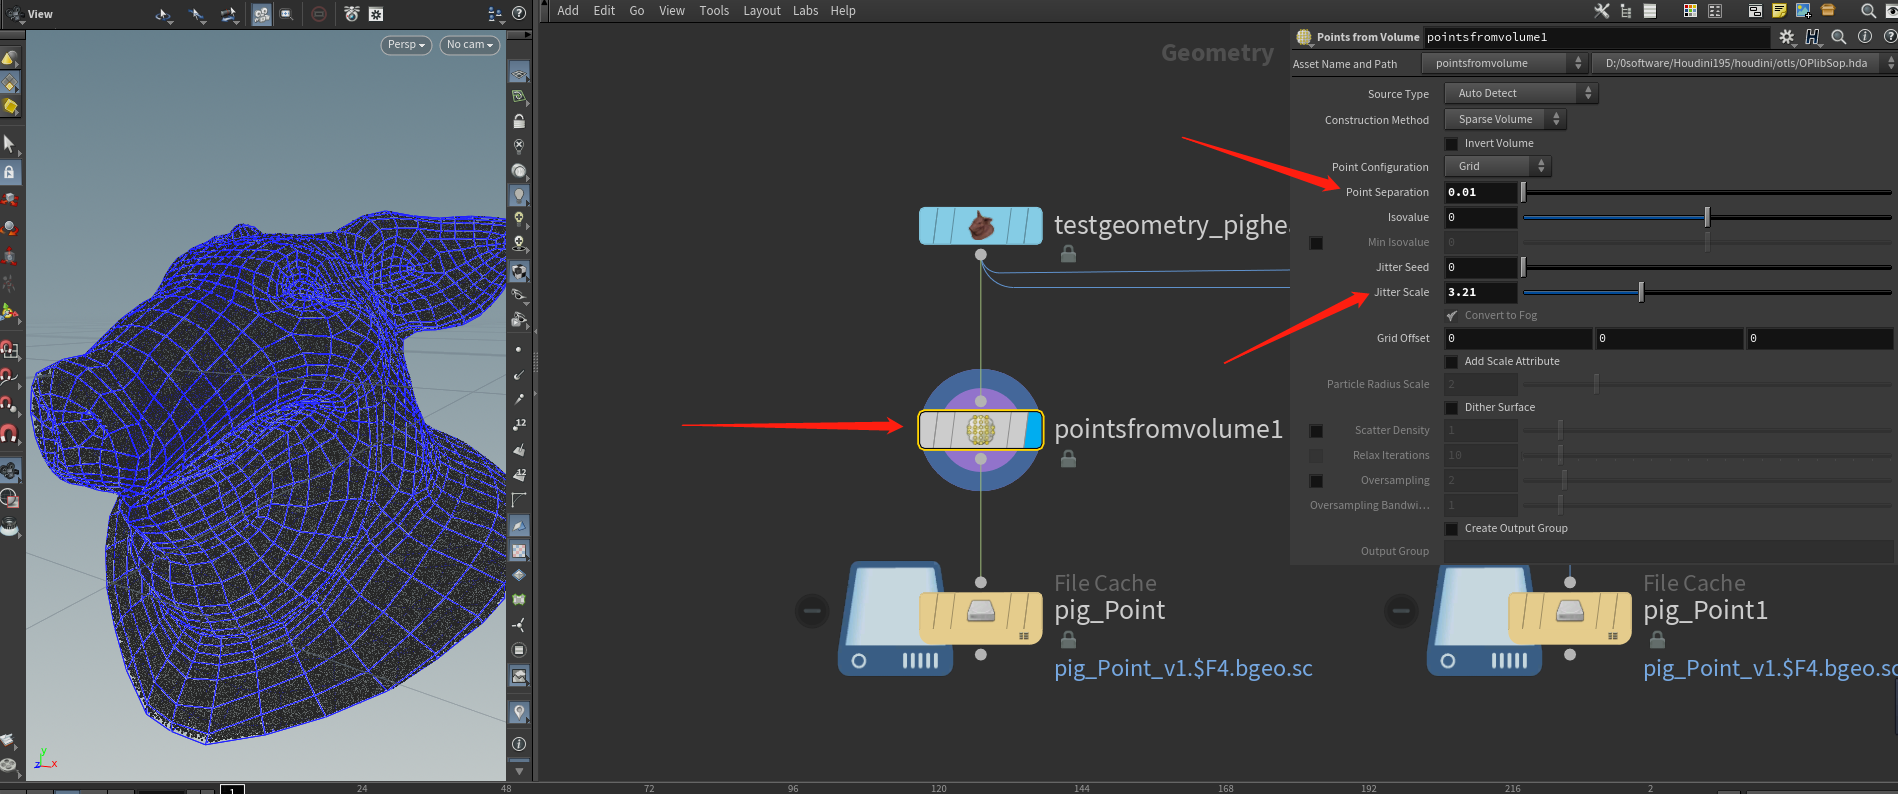 View
Add Edit Go View Tools Layout Labs Help
Persp
No cam
Geometry
Points from Volume pointsfromvolume1
Asset Name and Path pointsfromvolume D:/0software/Houdini195/houdini/otls/OPlibSop.hda
Source Type Auto Detect
Construction Method Sparse Volume
Invert Volume
Point Configuration Grid
Point Separation 0.01
Isovalue 0
Min Isovalue 0
Jitter Seed 0
Jitter Scale 3.21
Convert to Fog
Grid Offset 0 0 0
Add Scale Attribute
Particle Radius Scale 2
Dither Surface
Scatter Density 1
Relax Iterations 10
Oversampling 2
Oversampling Bandwi... 1
Create Output Group
Output Group
testgeometry_pighe
pointsfromvolume1
File Cache
pig_Point
pig_Point_v1.$F4.bgeo.sc
File Cache
pig_Point1
pig_Point_v1.$F4.bgeo.sc
12
12
y
z x
1 24 48 72 96 120 144 168 192 216 2